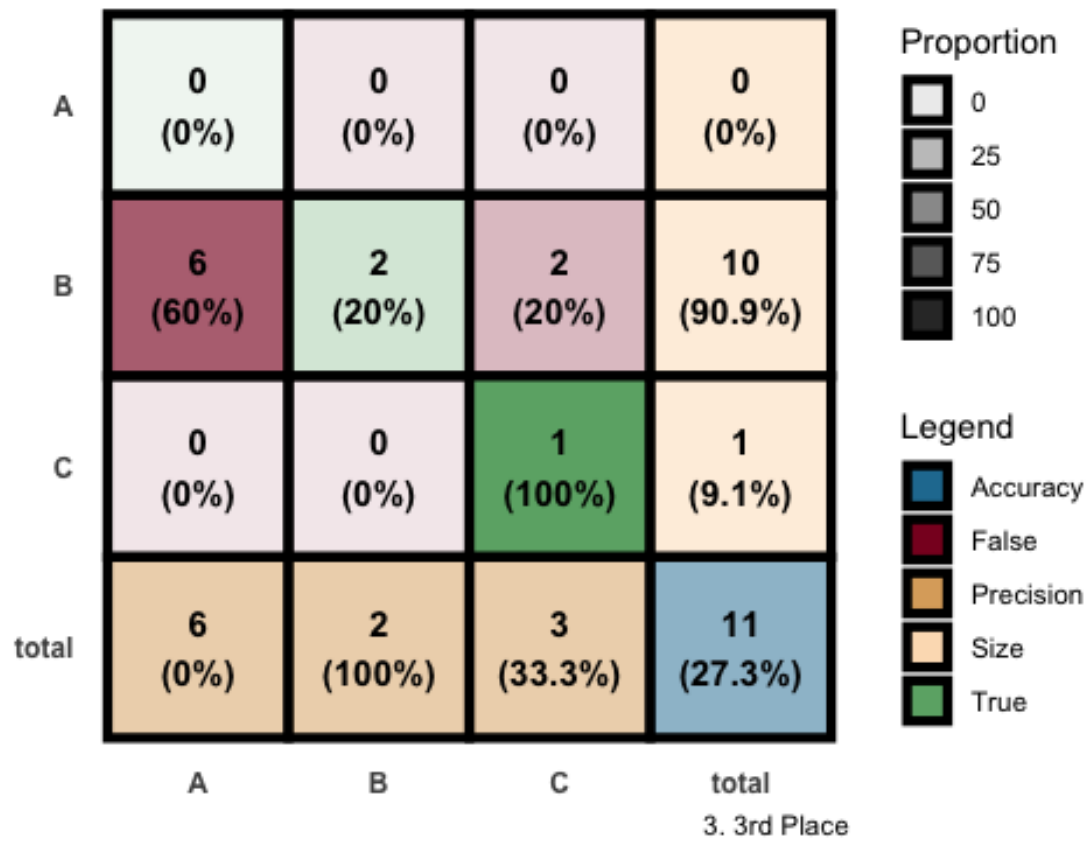 A
0
(0%)
0
(0%)
0
(0%)
0
(0%)
B
6
(60%)
2
(20%)
2
(20%)
10
(90.9%)
C
0
(0%)
0
(0%)
1
(100%)
1
(9.1%)
total
6
(0%)
2
(100%)
3
(33.3%)
11
(27.3%)
A
B
C
total
3. 3rd Place
Proportion
0
25
50
75
100
Legend
Accuracy
False
Precision
Size
True